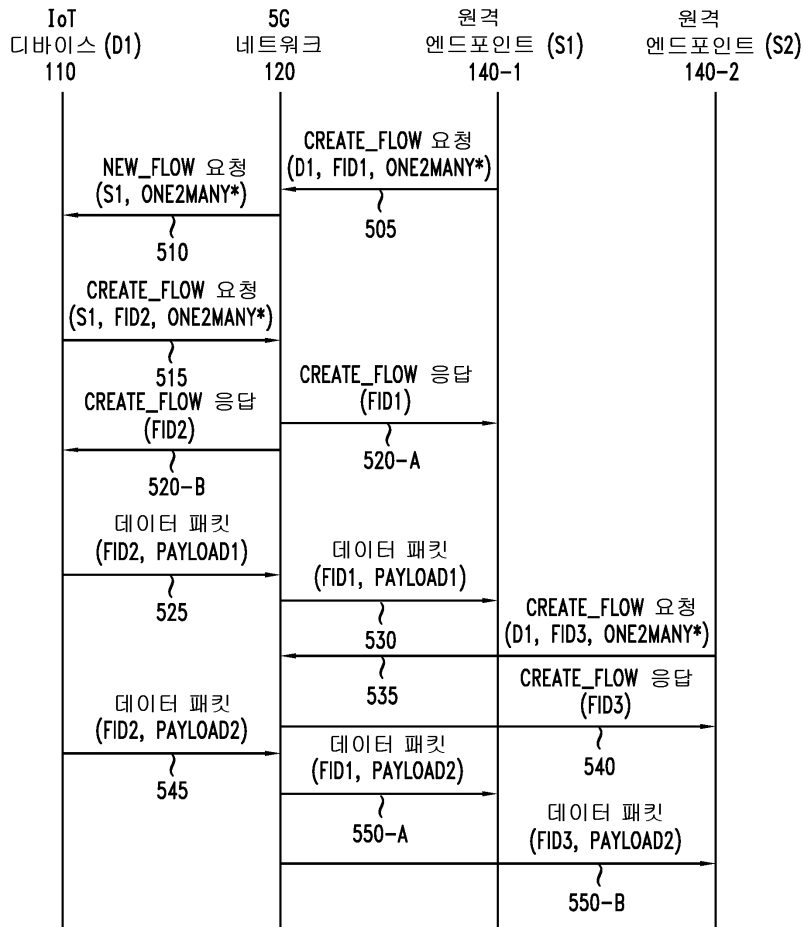 IoT
디바이스 (D1)
110
5G
네트워크
120
원격
엔드포인트 (S1)
140-1
원격
엔드포인트 (S2)
140-2
CREATE_FLOW 요청
(D1, FID1, ONE2MANY*)
505
NEW_FLOW 요청
(S1, ONE2MANY*)
510
CREATE_FLOW 요청
(S1, FID2, ONE2MANY*)
515
CREATE_FLOW 응답
(FID1)
520-A
CREATE_FLOW 응답
(FID2)
520-B
데이터 패킷
(FID2, PAYLOAD1)
525
데이터 패킷
(FID1, PAYLOAD1)
530
CREATE_FLOW 요청
(D1, FID3, ONE2MANY*)
535
CREATE_FLOW 응답
(FID3)
540
데이터 패킷
(FID2, PAYLOAD2)
545
데이터 패킷
(FID1, PAYLOAD2)
550-A
데이터 패킷
(FID3, PAYLOAD2)
550-B